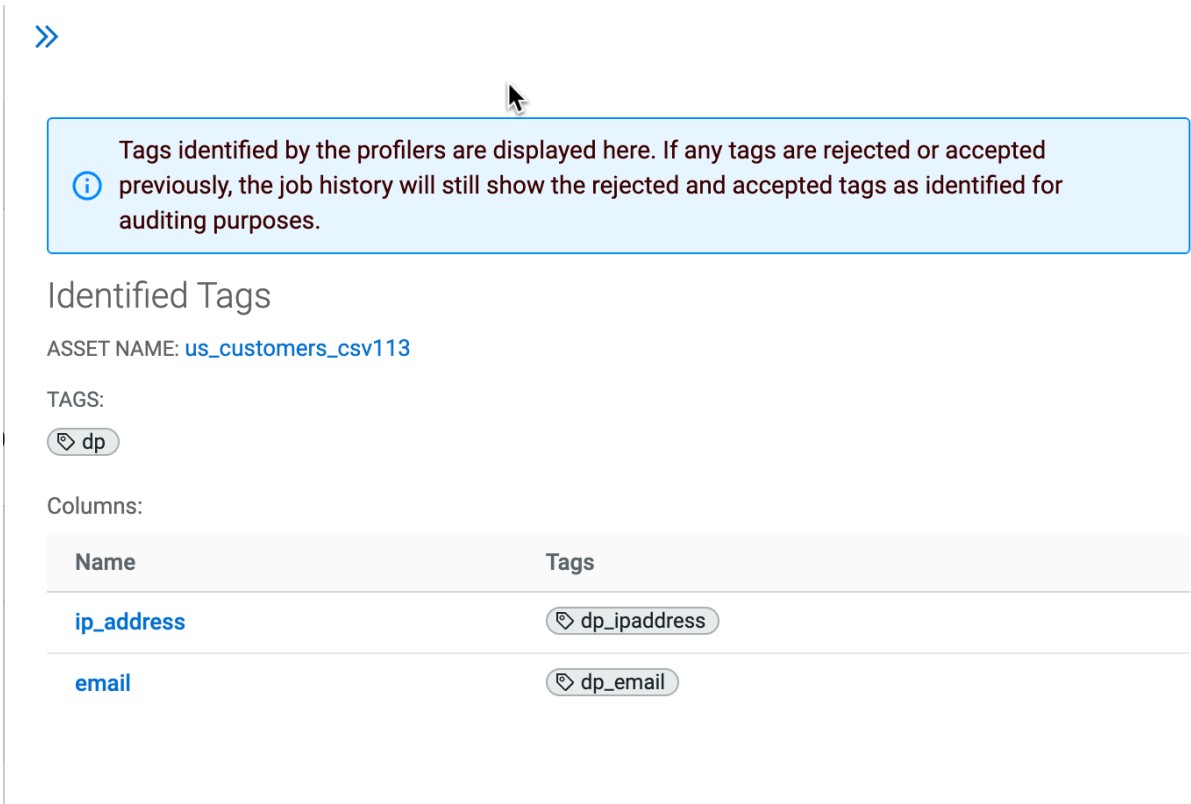 Tags identified by the profilers are displayed here. If any tags are rejected or accepted
previously, the job history will still show the rejected and accepted tags as identified for
auditing purposes.
Identified Tags
ASSET NAME: us_customers_csv113
TAGS:
dp
Columns:
Name Tags
ip_address dp_ipaddress
email dp_email